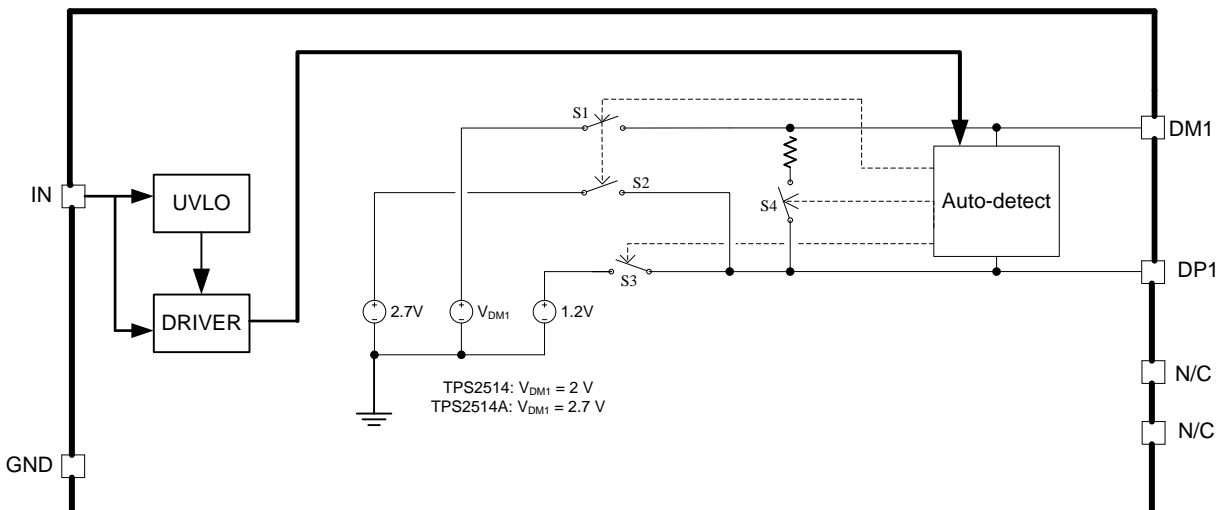 S1
DM1
IN
UVLO
S2
S4
Auto-detect
DP1
S3
DRIVER
2.7V
VDM1
1.2V
TPS2514: VDM1 = 2 V
TPS2514A: VDM1 = 2.7 V
N/C
N/C
GND